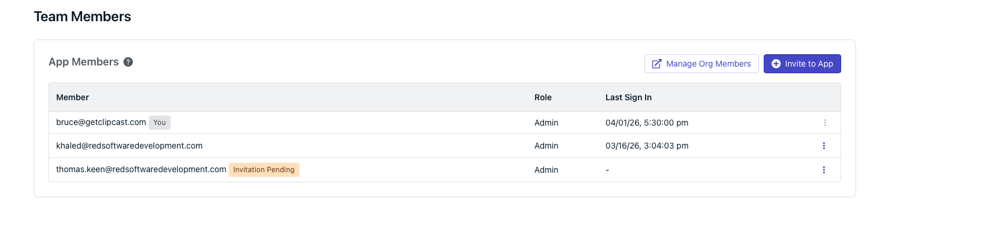 Team Members
App Members ?
Manage Org Members
Invite to App
Member Role Last Sign In
bruce@getclipcast.com You Admin 04/01/26, 5:30:00 pm
khaled@redsoftwaredevelopment.com Admin 03/16/26, 3:04:03 pm
thomas.keen@redsoftwaredevelopment.com Invitation Pending Admin -